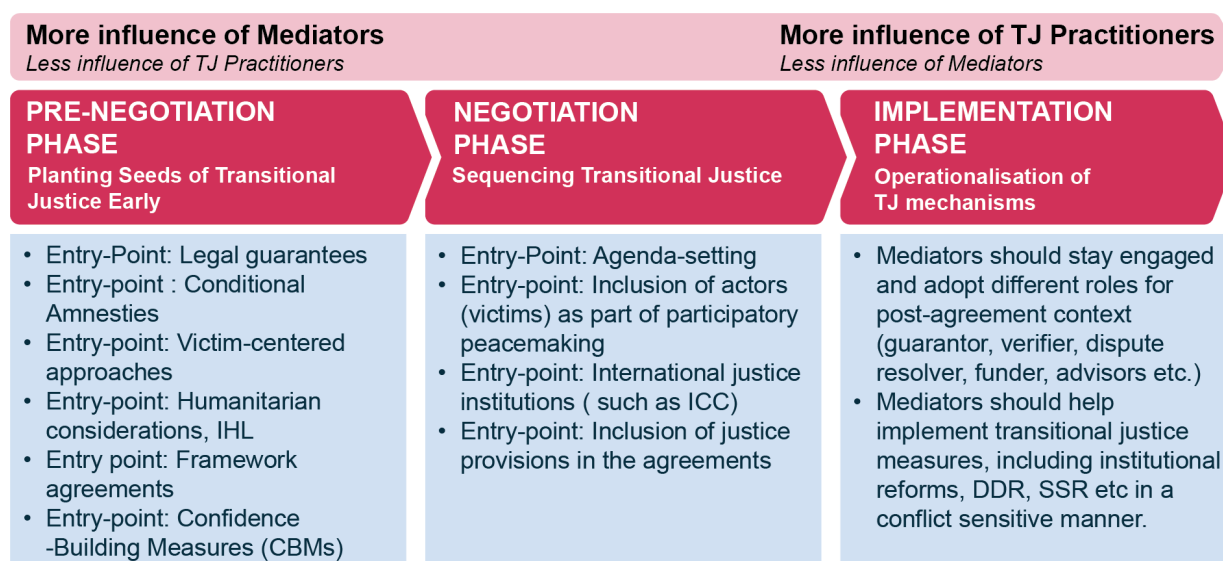 More influence of Mediators
Less influence of TJ Practitioners
More influence of TJ Practitioners
Less influence of Mediators
PRE-NEGOTIATION
PHASE
Planting Seeds of Transitional
Justice Early
• Entry-Point: Legal guarantees
• Entry-point : Conditional
Amnesties
• Entry-point: Victim-centered
approaches
• Entry-point: Humanitarian
considerations, IHL
• Entry point: Framework
agreements
• Entry-point: Confidence
-Building Measures (CBMs)
NEGOTIATION
PHASE
Sequencing Transitional Justice
• Entry-Point: Agenda-setting
• Entry-point: Inclusion of actors
(victims) as part of participatory
peacemaking
• Entry-point: International justice
institutions ( such as ICC)
• Entry-point: Inclusion of justice
provisions in the agreements
IMPLEMENTATION
PHASE
Operationalisation of
TJ mechanisms
• Mediators should stay engaged
and adopt different roles for
post-agreement context
(guarantor, verifier, dispute
resolver, funder, advisors etc.)
• Mediators should help
implement transitional justice
measures, including institutional
reforms, DDR, SSR etc in a
conflict sensitive manner.